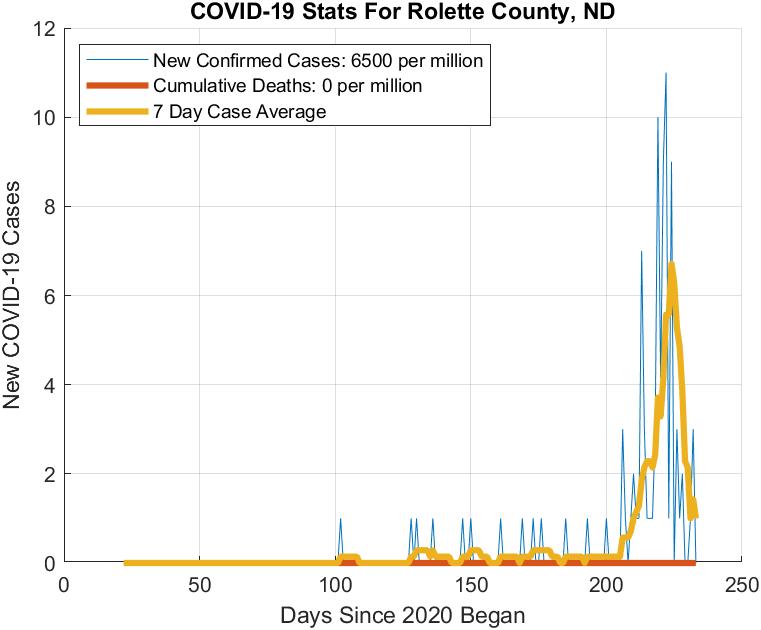 COVID-19 Stats For Rolette County, ND
New Confirmed Cases: 6500 per million
Cumulative Deaths: 0 per million
7 Day Case Average
New COVID-19 Cases
12
10
8
6
4
2
0
0 50 100 150 200 250
Days Since 2020 Began